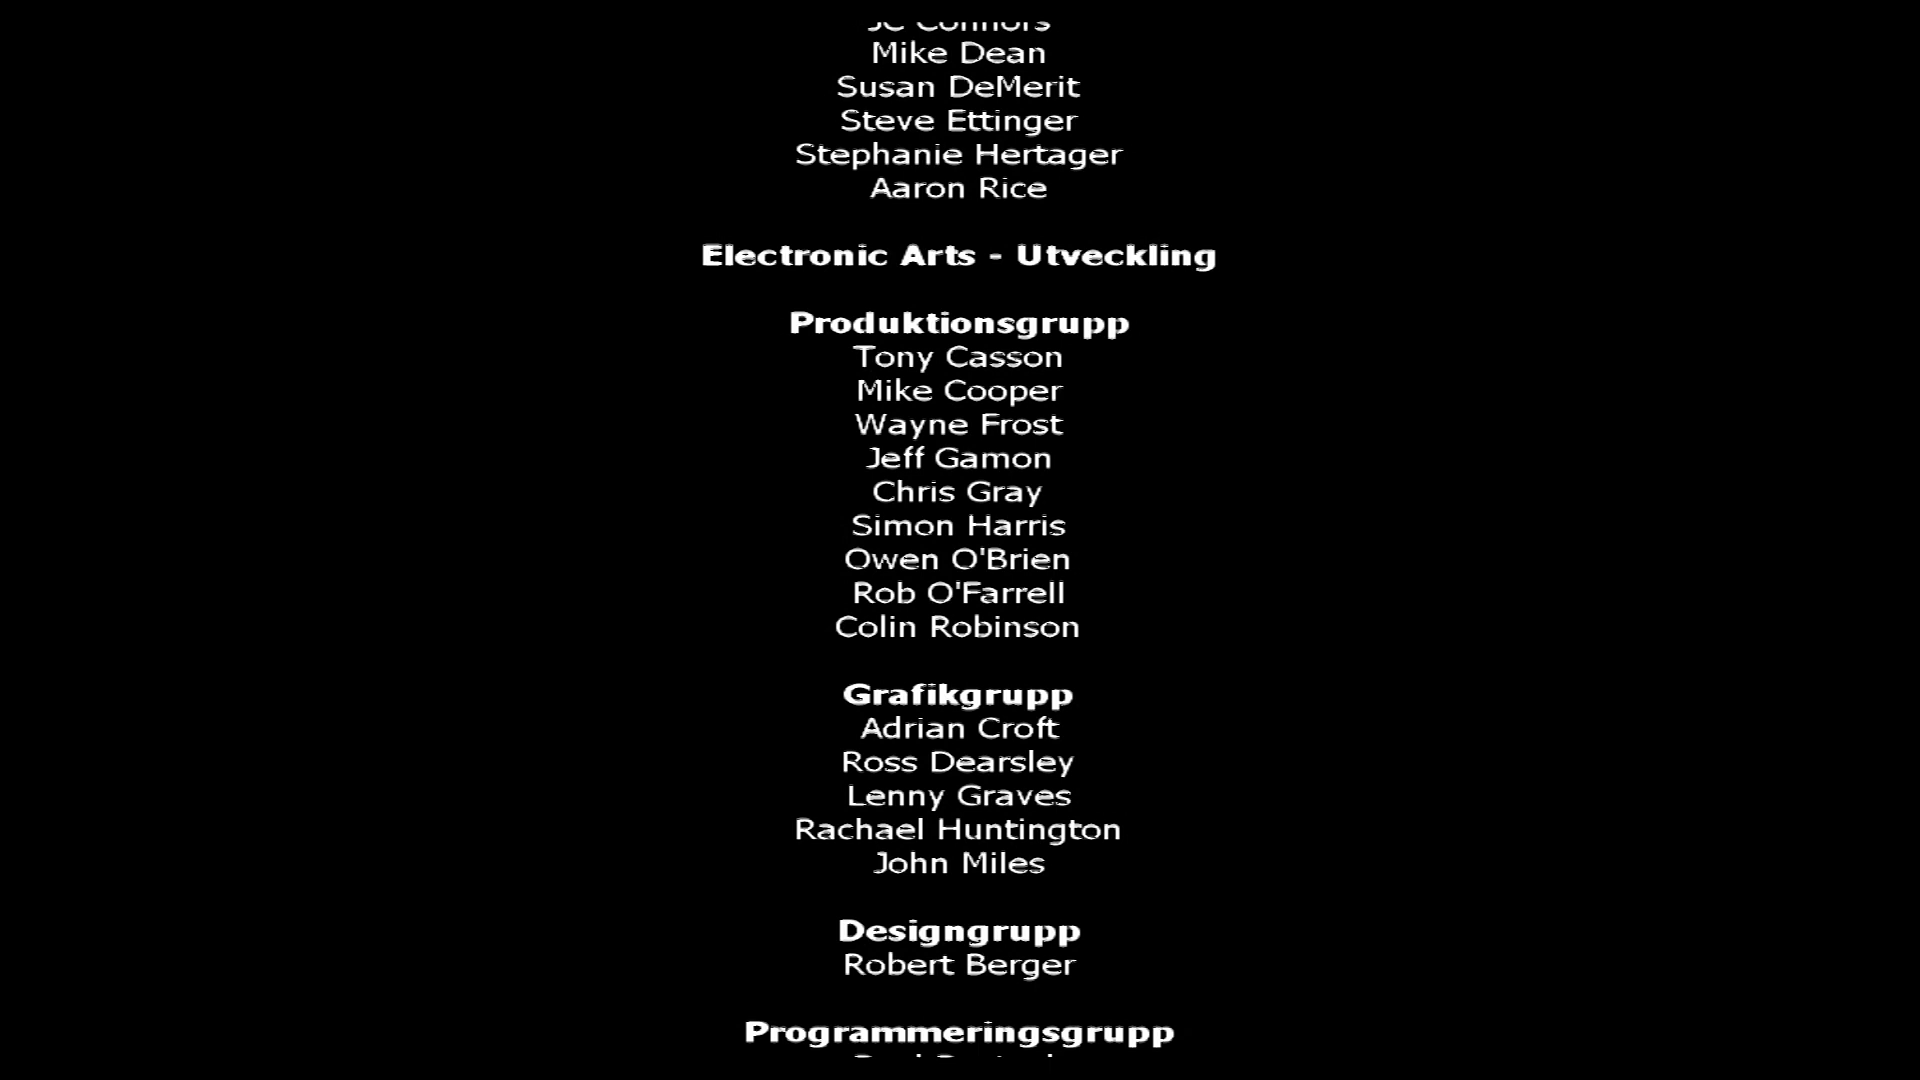 JC Connors
Mike Dean
Susan DeMerit
Steve Ettinger
Stephanie Hertager
Aaron Rice
Electronic Arts - Utveckling
Produktionsgrupp
Tony Casson
Mike Cooper
Wayne Frost
Jeff Gamon
Chris Gray
Simon Harris
Owen O'Brien
Rob O'Farrell
Colin Robinson
Grafikgrupp
Adrian Croft
Ross Dearsley
Lenny Graves
Rachael Huntington
John Miles
Designgrupp
Robert Berger
Programmeringsgrupp